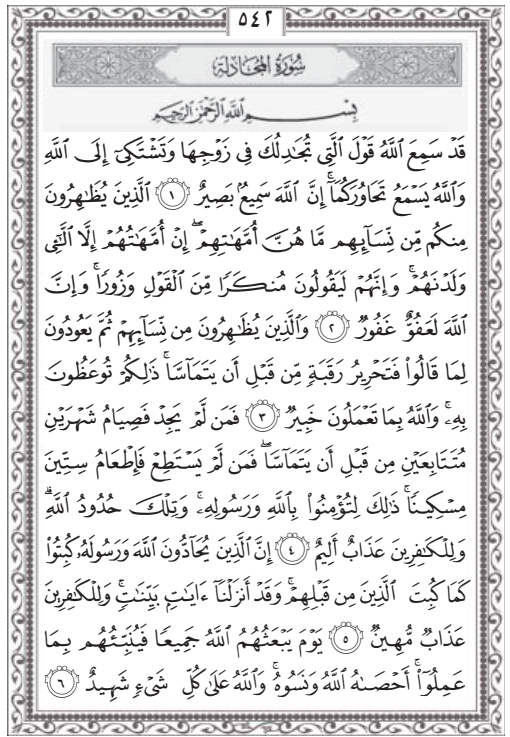 ٥٤٢
سُورَةُ المُجَادلَة
بِسْمِ ٱللَّهِ ٱلرَّحْمَٰنِ ٱلرَّحِيمِ
قَدْ سَمِعَ ٱللَّهُ قَوْلَ ٱلَّتِى تُجَٰدِلُكَ فِى زَوْجِهَا وَتَشْتَكِىٓ إِلَى ٱللَّهِ
وَٱللَّهُ يَسْمَعُ تَحَاوُرَكُمَآ ۚ إِنَّ ٱللَّهَ سَمِيعٌۢ بَصِيرٌ ١ ٱلَّذِينَ يُظَٰهِرُونَ
مِنكُم مِّن نِّسَآئِهِم مَّا هُنَّ أُمَّهَٰتِهِمْ ۖ إِنْ أُمَّهَٰتُهُمْ إِلَّا ٱلَّٰٓـِٔى
وَلَدْنَهُمْ ۚ وَإِنَّهُمْ لَيَقُولُونَ مُنكَرًا مِّنَ ٱلْقَوْلِ وَزُورًا ۚ وَإِنَّ
ٱللَّهَ لَعَفُوٌّ غَفُورٌ ٢ وَٱلَّذِينَ يُظَٰهِرُونَ مِن نِّسَآئِهِمْ ثُمَّ يَعُودُونَ
لِمَا قَالُوا۟ فَتَحْرِيرُ رَقَبَةٍ مِّن قَبْلِ أَن يَتَمَآسَّا ۚ ذَٰلِكُمْ تُوعَظُونَ
بِهِۦ ۚ وَٱللَّهُ بِمَا تَعْمَلُونَ خَبِيرٌ ٣ فَمَن لَّمْ يَجِدْ فَصِيَامُ شَهْرَيْنِ
مُتَتَابِعَيْنِ مِن قَبْلِ أَن يَتَمَآسَّا ۖ فَمَن لَّمْ يَسْتَطِعْ فَإِطْعَامُ سِتِّينَ
مِسْكِينًا ۚ ذَٰلِكَ لِتُؤْمِنُوا۟ بِٱللَّهِ وَرَسُولِهِۦ ۚ وَتِلْكَ حُدُودُ ٱللَّهِ ۗ
وَلِلْكَٰفِرِينَ عَذَابٌ أَلِيمٌ ٤ إِنَّ ٱلَّذِينَ يُحَآدُّونَ ٱللَّهَ وَرَسُولَهُۥ كُبِتُوا۟
كَمَا كُبِتَ ٱلَّذِينَ مِن قَبْلِهِمْ ۚ وَقَدْ أَنزَلْنَآ ءَايَٰتٍۭ بَيِّنَٰتٍ ۚ وَلِلْكَٰفِرِينَ
عَذَابٌ مُّهِينٌ ٥ يَوْمَ يَبْعَثُهُمُ ٱللَّهُ جَمِيعًا فَيُنَبِّئُهُم بِمَا
عَمِلُوٓا۟ ۚ أَحْصَىٰهُ ٱللَّهُ وَنَسُوهُ ۚ وَٱللَّهُ عَلَىٰ كُلِّ شَىْءٍ شَهِيدٌ ٦